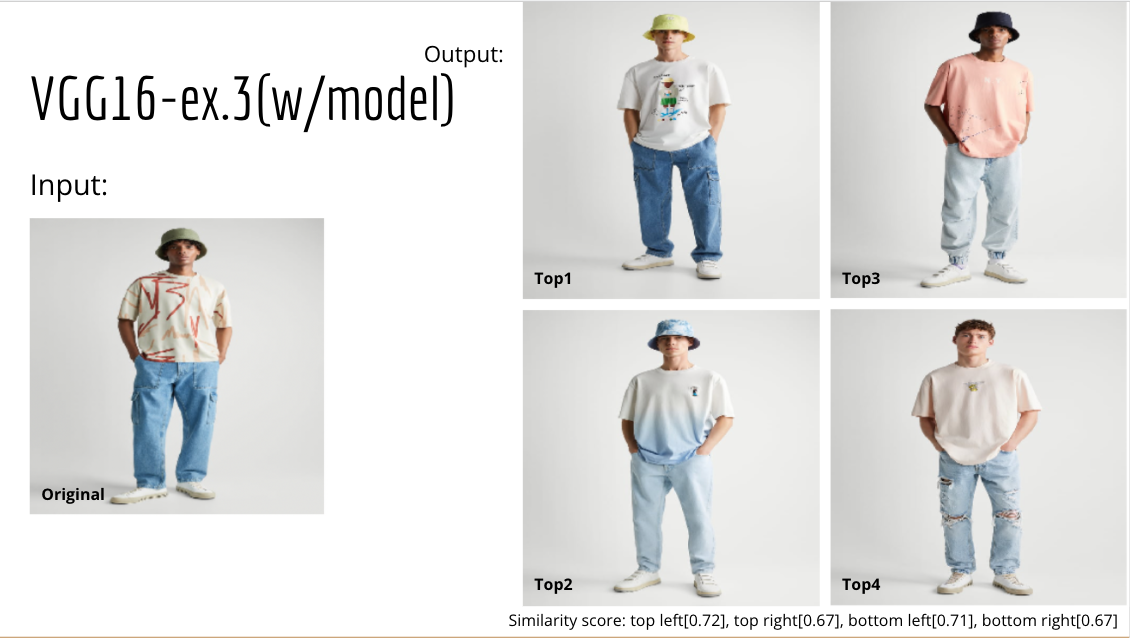 Output:
VGG16-ex.3(w/model)
Input:
Original
Top1
Top3
Top2
Top4
Similarity score: top left[0.72], top right[0.67], bottom left[0.71], bottom right[0.67]